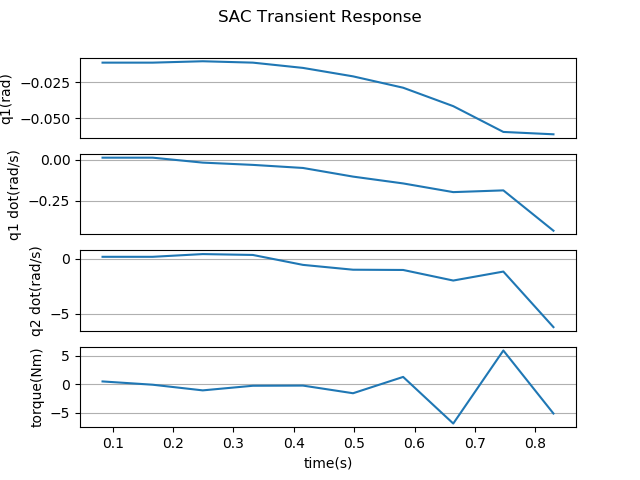 SAC Transient Response
q1(rad)
−0.025
−0.050
q1 dot(rad/s)
0.00
−0.25
q2 dot(rad/s)
0
−5
torque(Nm)
5
0
−5
0.1 0.2 0.3 0.4 0.5 0.6 0.7 0.8
time(s)